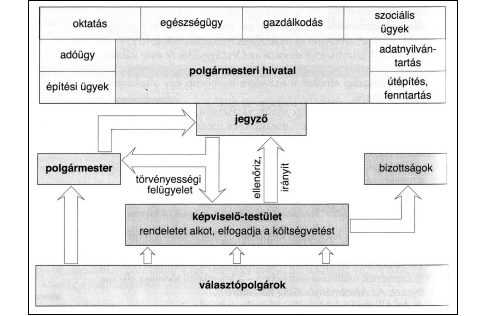 oktatás
egészségügy
gazdálkodás
szociális
ügyek
adóügy
építési ügyek
polgármesteri hivatal
adatnyilván-
tartás
útépítés,
fenntartás
jegyző
polgármester
törvényességi
felügyelet
ellenőriz,
irányít
bizottságok
képviselő-testület
rendeletet alkot, elfogadja a költségvetést
választópolgárok